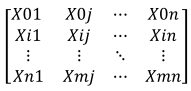 X01 X0j ⋯ X0n
Xi1 Xij ⋯ Xin
⋮ ⋮ ⋱ ⋮
Xn1 Xmj ⋯ Xmn